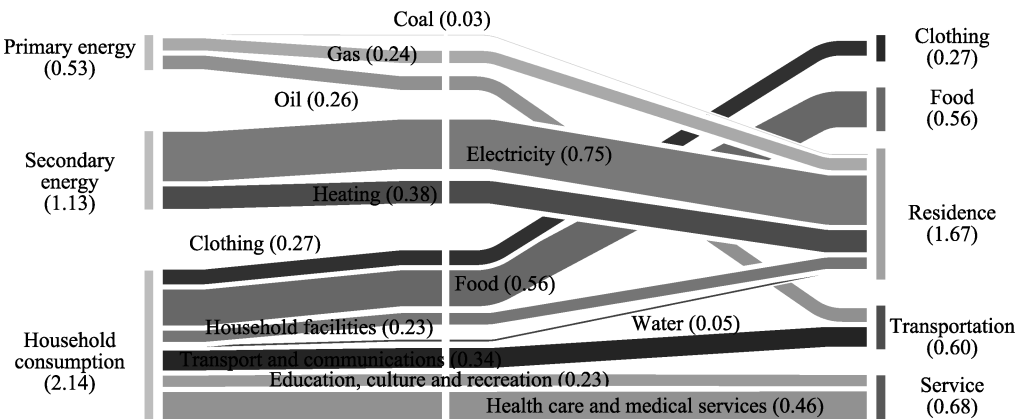 Coal (0.03)
Primary energy
(0.53)
Gas (0.24)
Oil (0.26)
Secondary
energy
(1.13)
Electricity (0.75)
Heating (0.38)
Clothing (0.27)
Food (0.56)
Household facilities (0.23)
Water (0.05)
Household
consumption
(2.14)
Transport and communications (0.34)
Education, culture and recreation (0.23)
Health care and medical services (0.46)
Clothing
(0.27)
Food
(0.56)
Residence
(1.67)
Transportation
(0.60)
Service
(0.68)